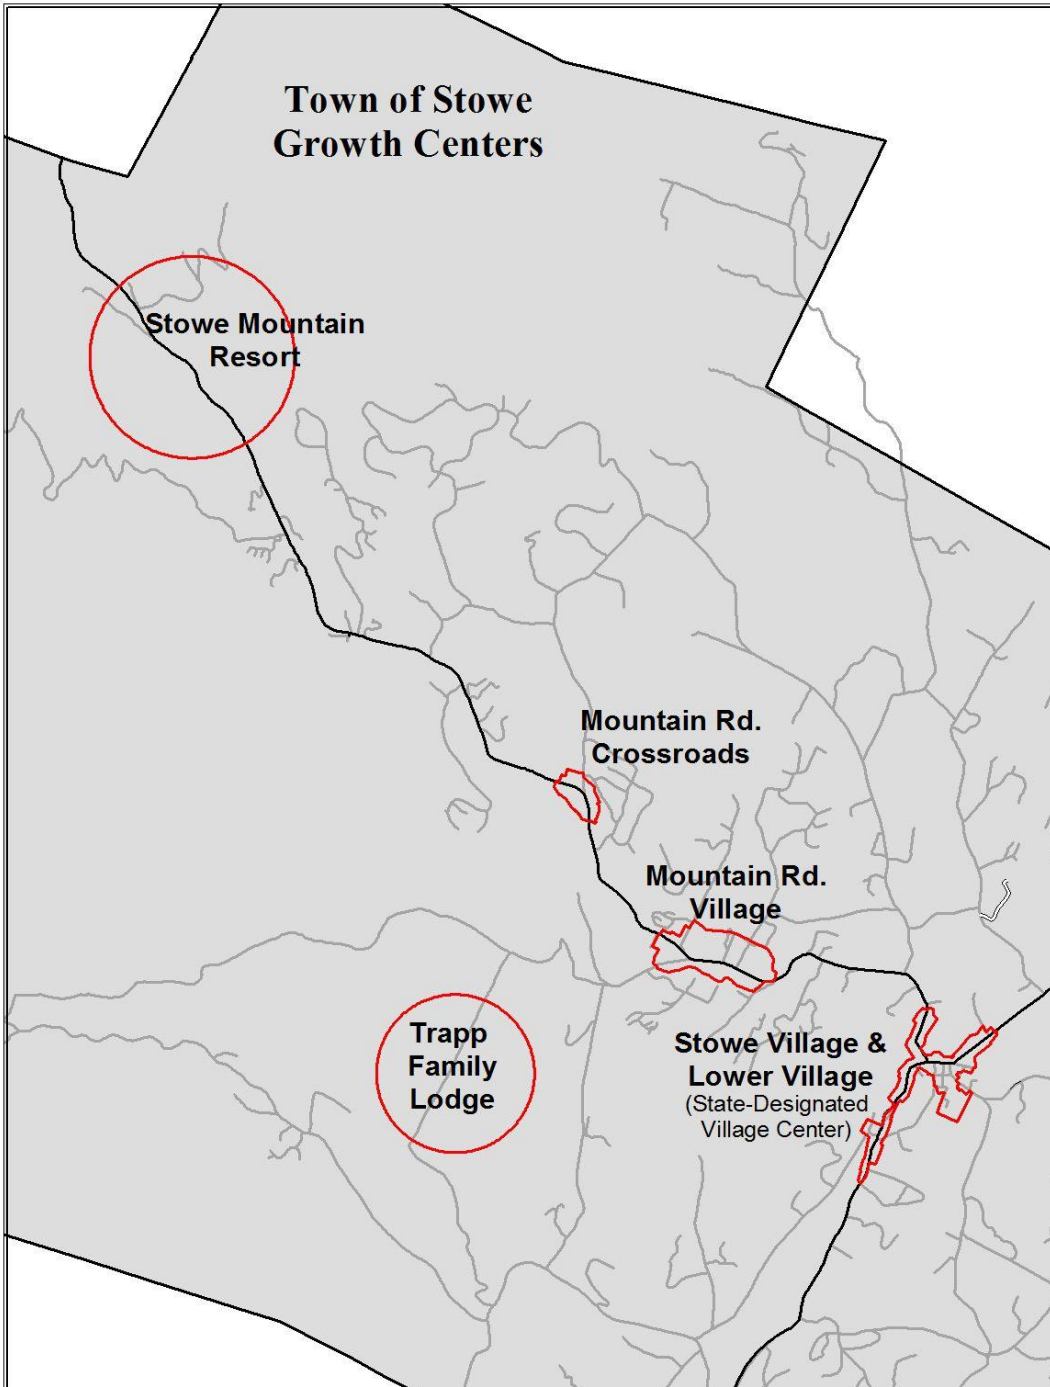 Town of Stowe
Growth Centers
Stowe Mountain
Resort
Mountain Rd.
Crossroads
Mountain Rd.
Village
Trapp
Family
Lodge
Stowe Village &
Lower Village
(State-Designated
Village Center)